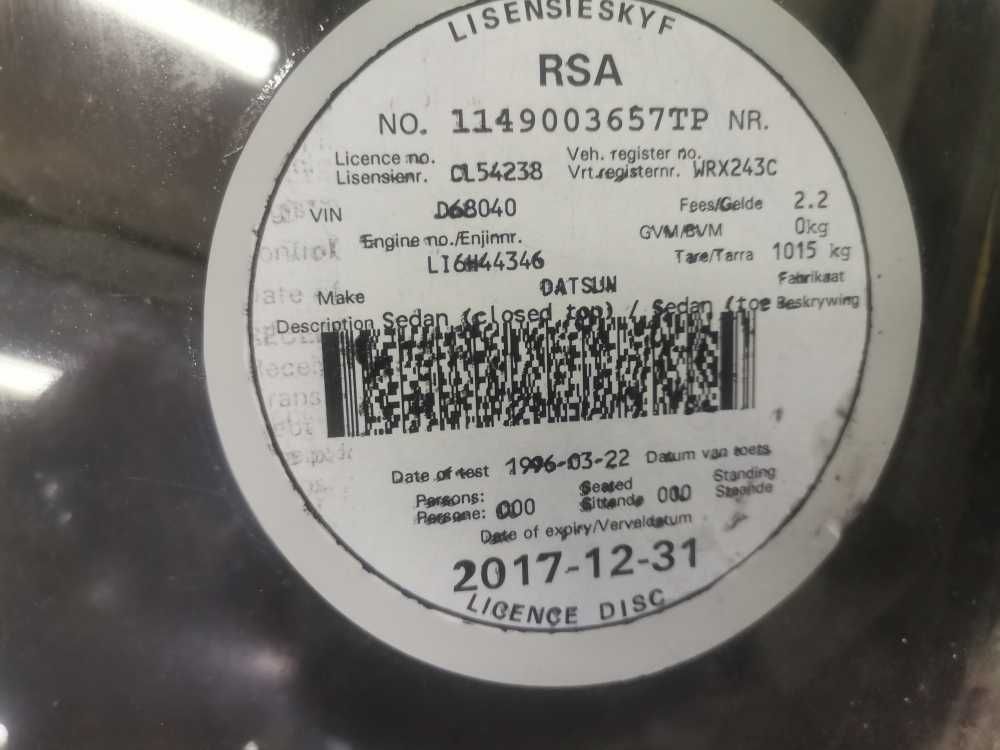 LISENSIESKYF
RSA
NO. 1149003657TP NR.
Licence no. Veh. register no.
Lisensienr. CL54238 Vrt.registernr. WRX243C
VIN D68040 Fees/Gelde 2.2
GVM/BVM 0kg
Engine no./Enjinnr. Tare/Tarra 1015 kg
LI6H44346
Make DATSUN Fabrikaat
Description Sedan (closed top) / Sedan (toe Beskrywing
Date of test 1996-03-22 Datum van toets
Persons: Seated Standing
Persone: 000 Sittende 000 Staande
Date of expiry/Vervaldatum
2017-12-31
LICENCE DISC